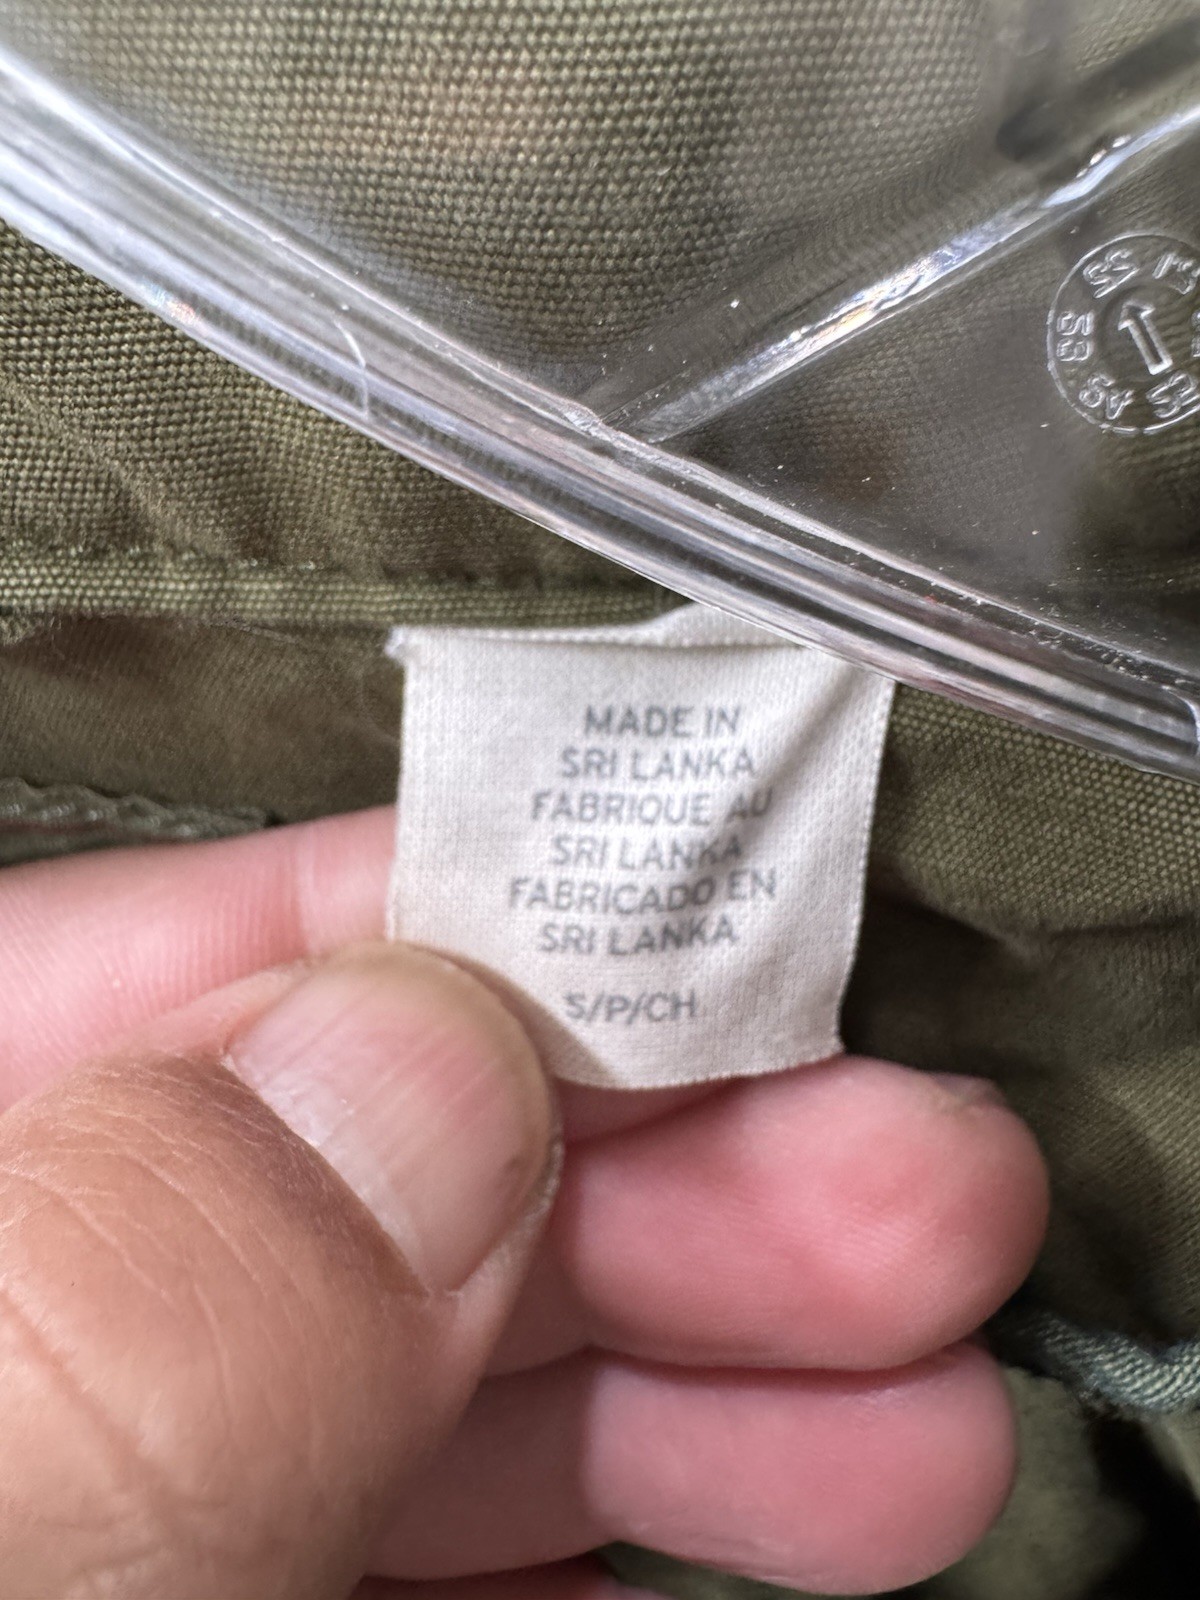 MADE IN
SRI LANKA
FABRIQUE AU
SRI LANKA
FABRICADO EN
SRI LANKA
S/P/CH